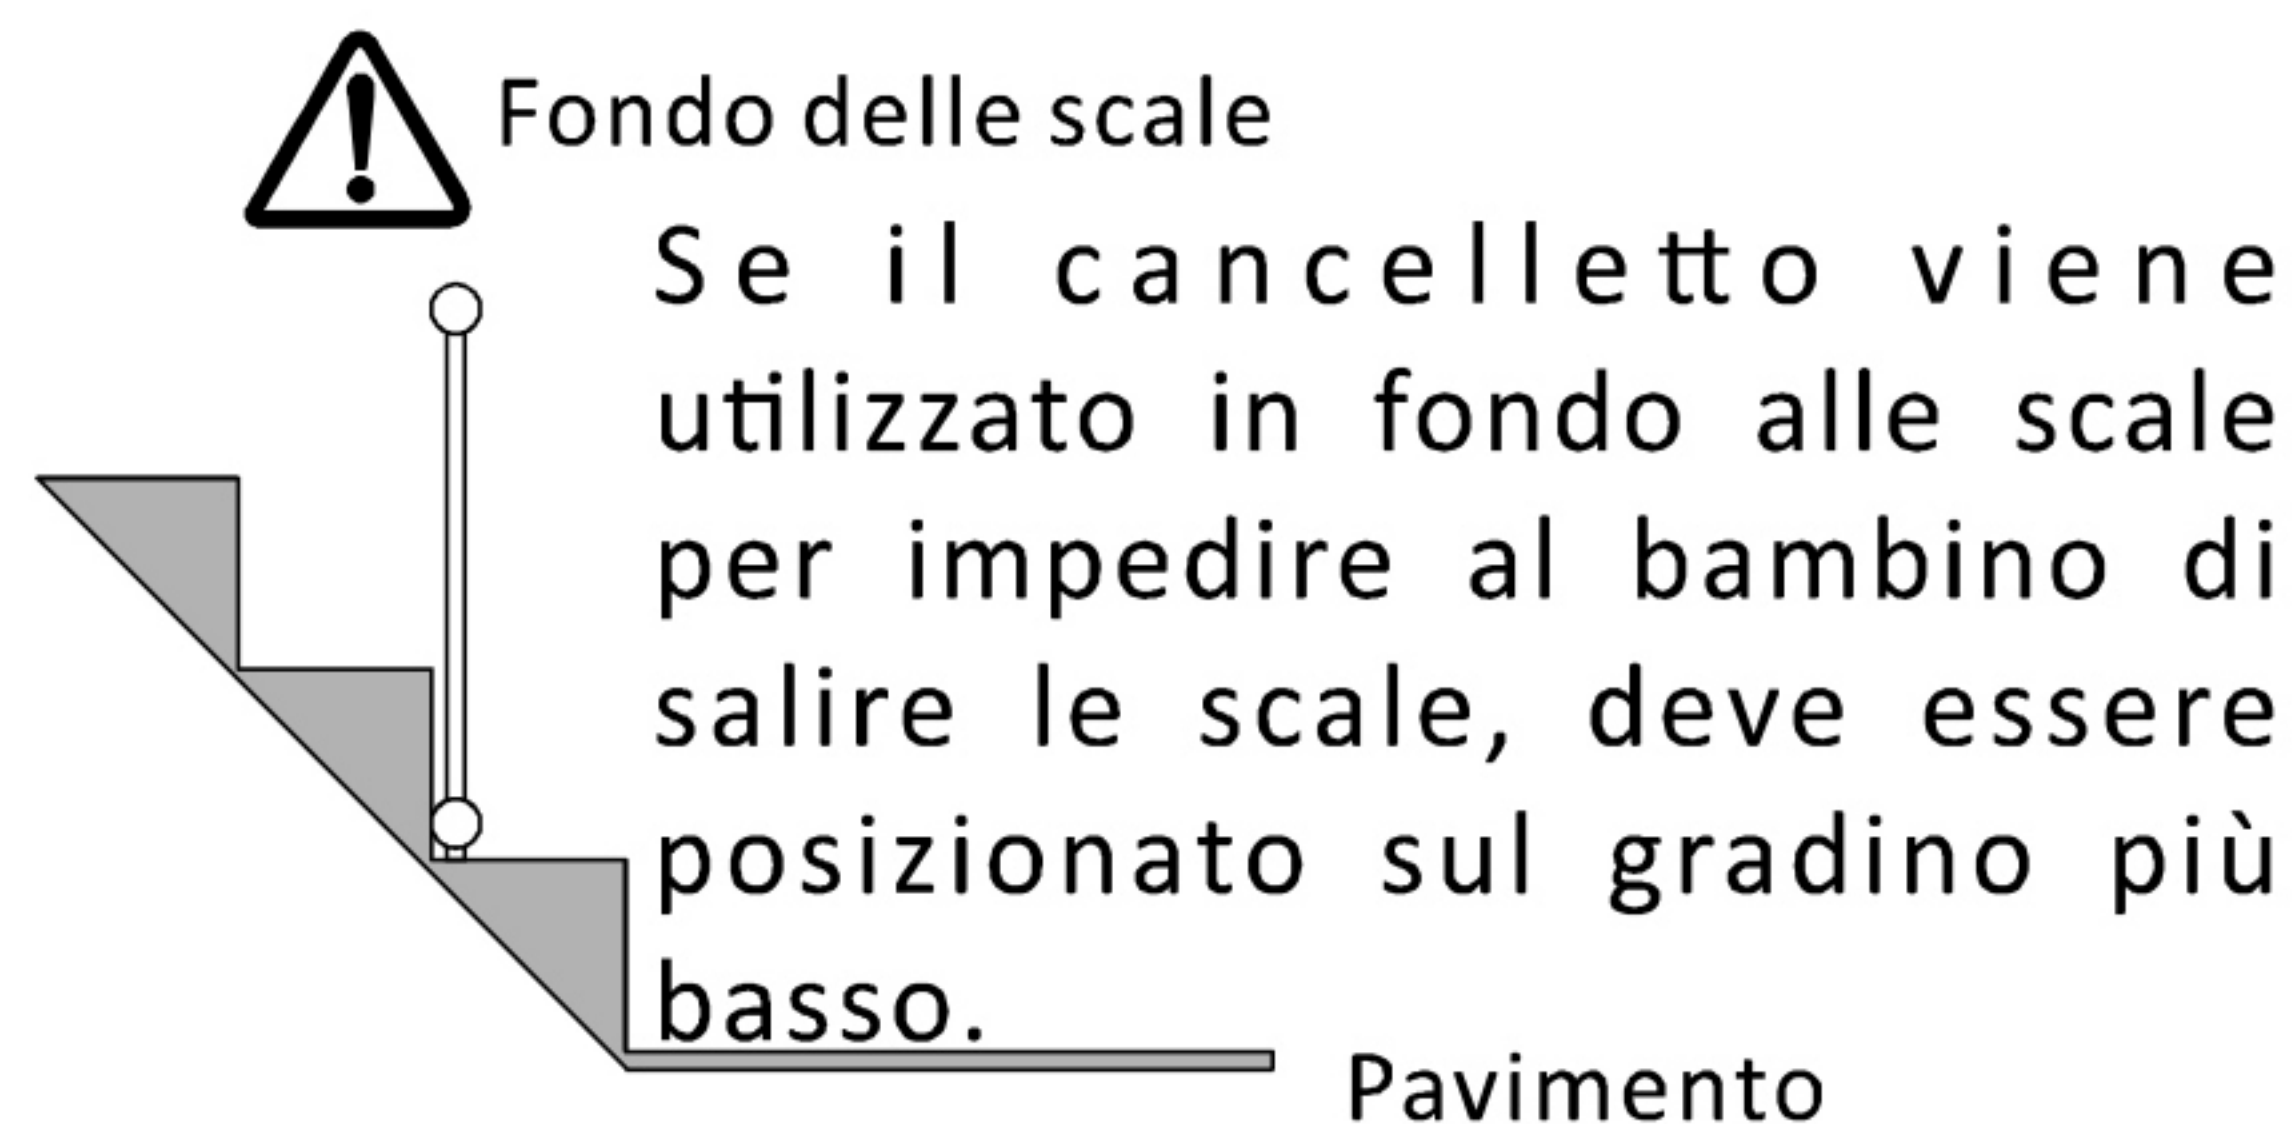 Fondo delle scale
Se il cancelletto viene
utilizzato in fondo alle scale
per impedire al bambino di
salire le scale, deve essere
posizionato sul gradino più
basso.
Pavimento